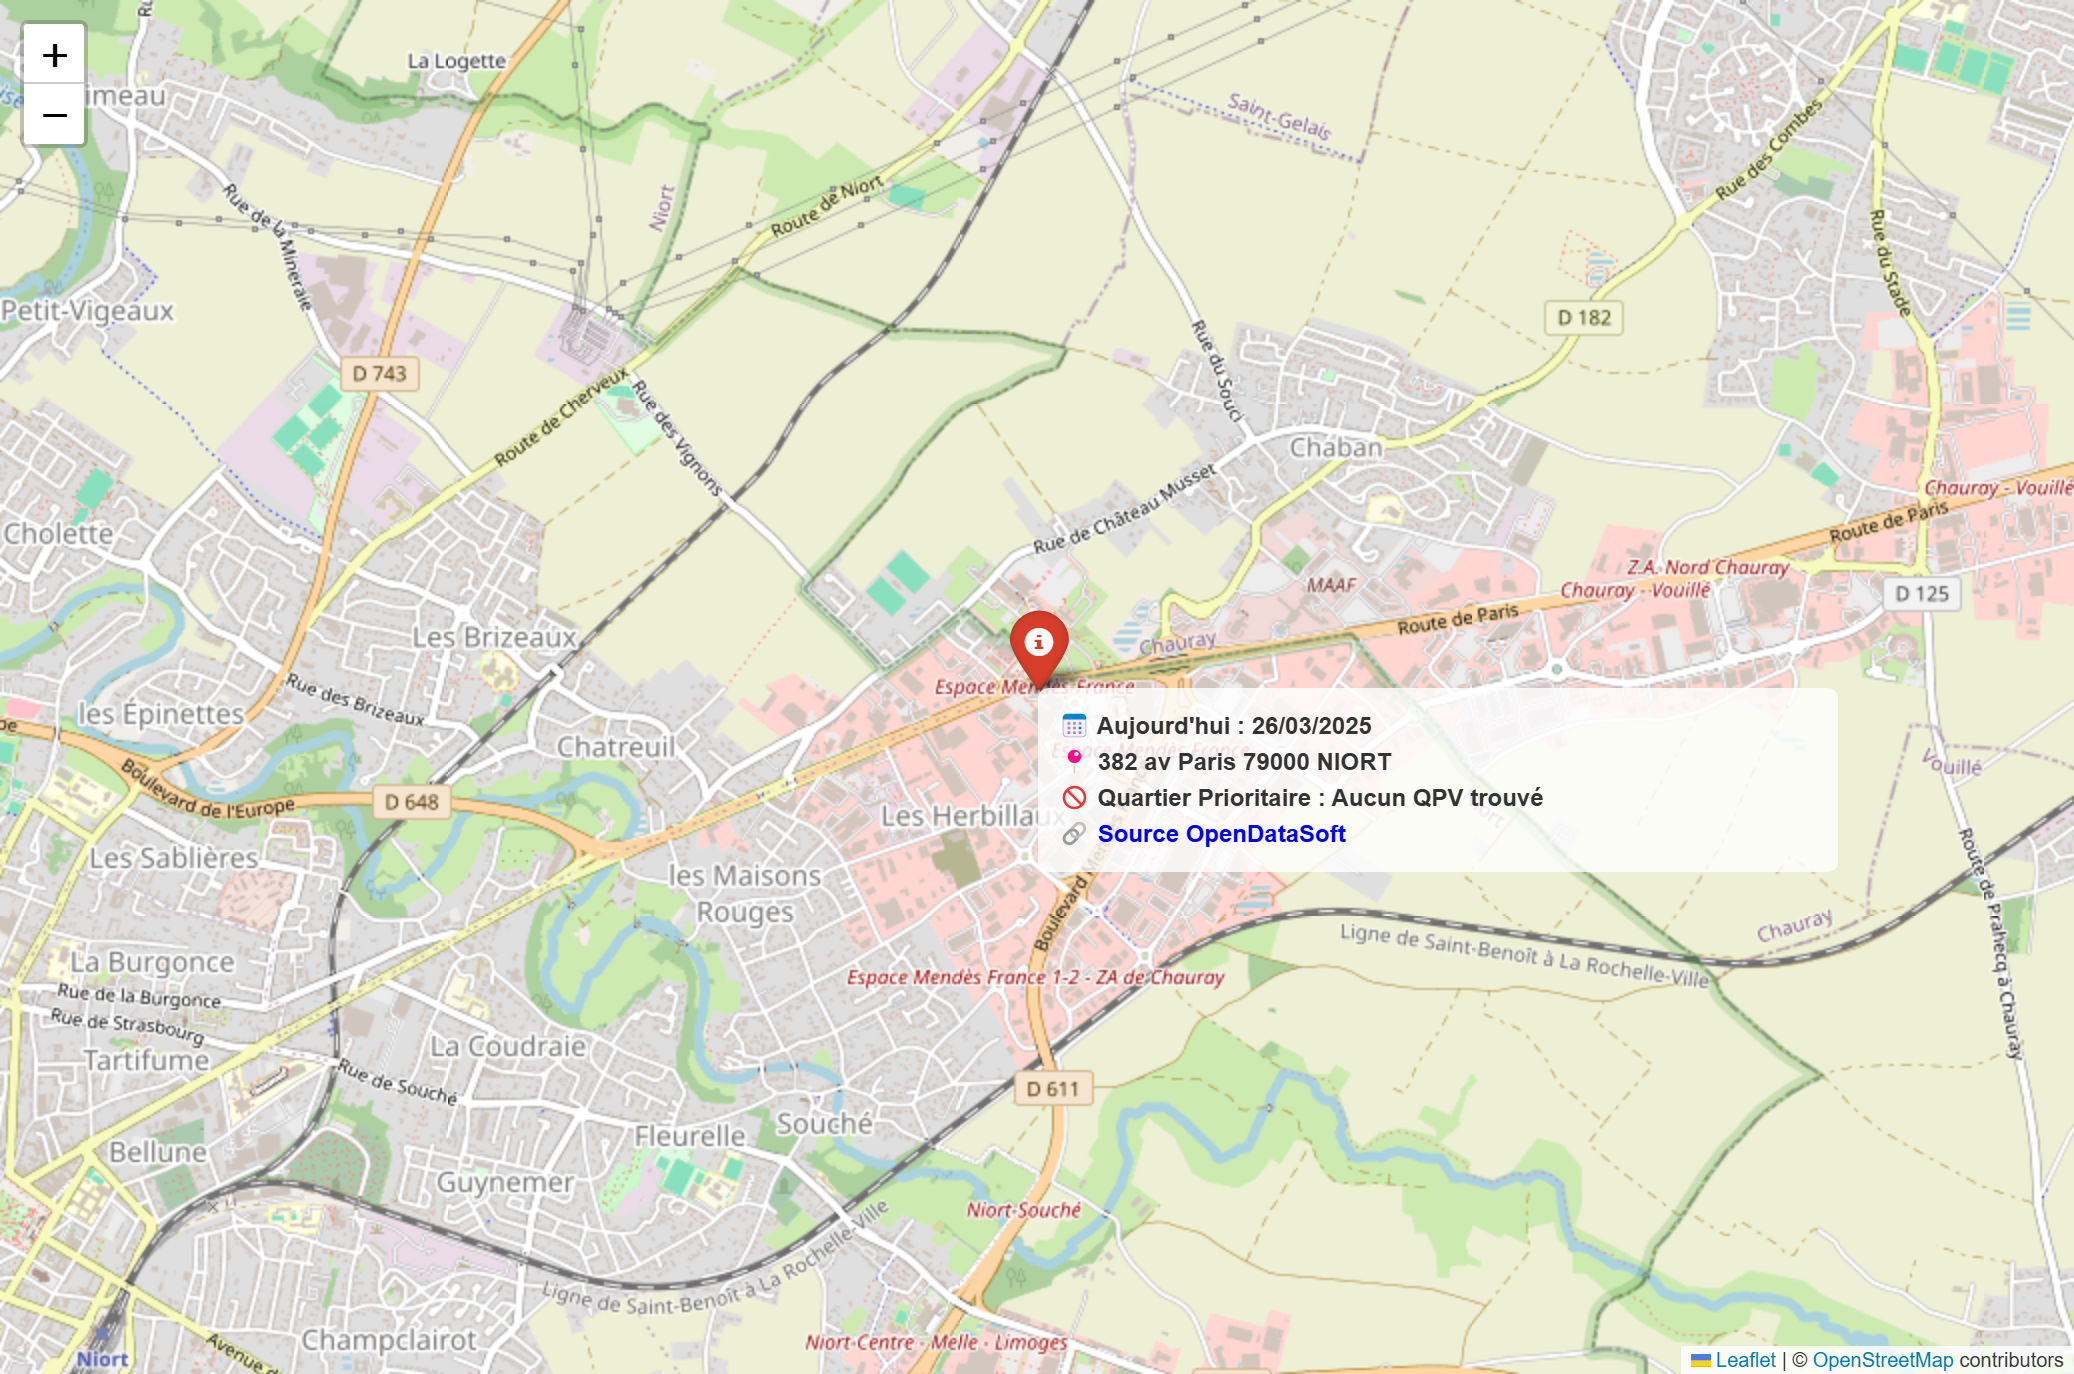 +
−
La Logette
Saint-Gelais
Rue des Combes
Rue de la Mineraie
Niort
Route de Niort
Rue du Stade
Petit-Vigeaux
D 182
D 743
Rue du Souci
Route de Cherveux
Rue des Vignons
Chaban
Chauray - Vouillé
Route de Paris
Rue de Château Musset
Cholette
Z.A. Nord Chauray
MAAF
Chauray - Vouillé
D 125
Route de Paris
Les Brizeaux
Chauray
Espace Mendès France
Rue des Brizeaux
les Épinettes
Aujourd'hui : 26/03/2025
Chatreuil
Espace Mendès France
382 av Paris 79000 NIORT
Vouillé
Boulevard de l'Europe
D 648
Quartier Prioritaire : Aucun QPV trouvé
Les Herbillaux
Source OpenDataSoft
Les Sablières
les Maisons
Rouges
Boulevard
Route de Prahecq à Chauray
Chauray
La Burgonce
Ligne de Saint-Benoît à La Rochelle-Ville
Espace Mendès France 1-2 - ZA de Chauray
Rue de la Burgonce
Rue de Strasbourg
La Coudraie
Tartifume
Rue de Souché
D 611
Souché
Fleurelle
Bellune
Guynemer
Niort-Souché
Ligne de Saint-Benoît à La Rochelle-Ville
Champclairot
Niort-Centre - Melle - Limoges
Avenue
Niort
Leaflet | © OpenStreetMap contributors